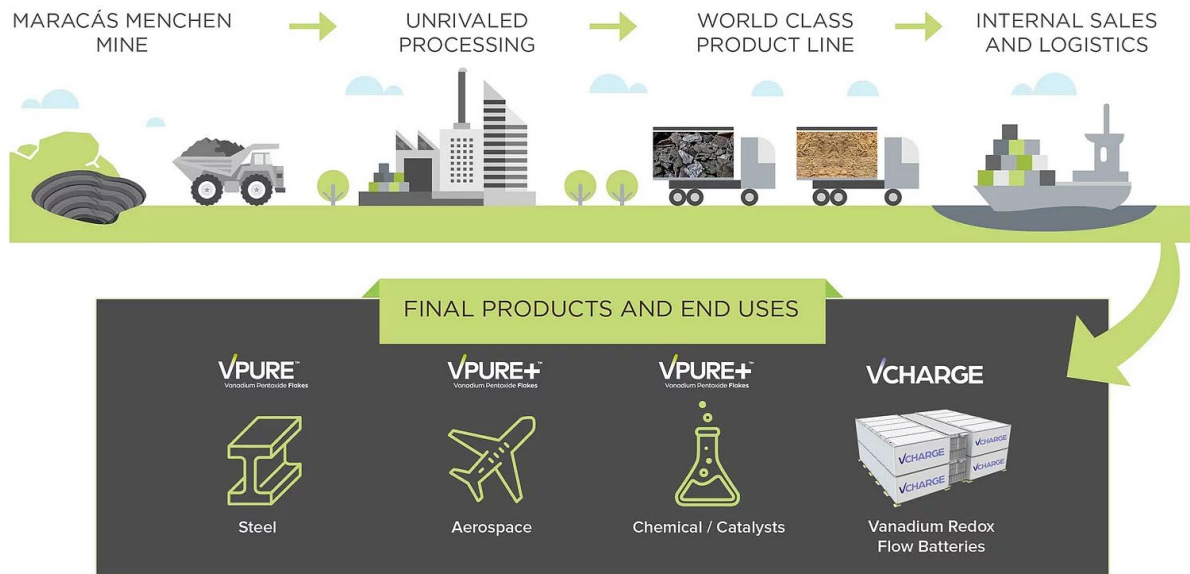 MARACÁS MENCHEN
MINE
UNRIVALED
PROCESSING
WORLD CLASS
PRODUCT LINE
INTERNAL SALES
AND LOGISTICS
FINAL PRODUCTS AND END USES
VPURE™
Vanadium Pentoxide Flakes
VPURE+™
Vanadium Pentoxide Flakes
VPURE+™
Vanadium Pentoxide Flakes
VCHARGE
VCHARGE
VCHARGE
VCHARGE
VCHARGE
Steel
Aerospace
Chemical / Catalysts
Vanadium Redox
Flow Batteries